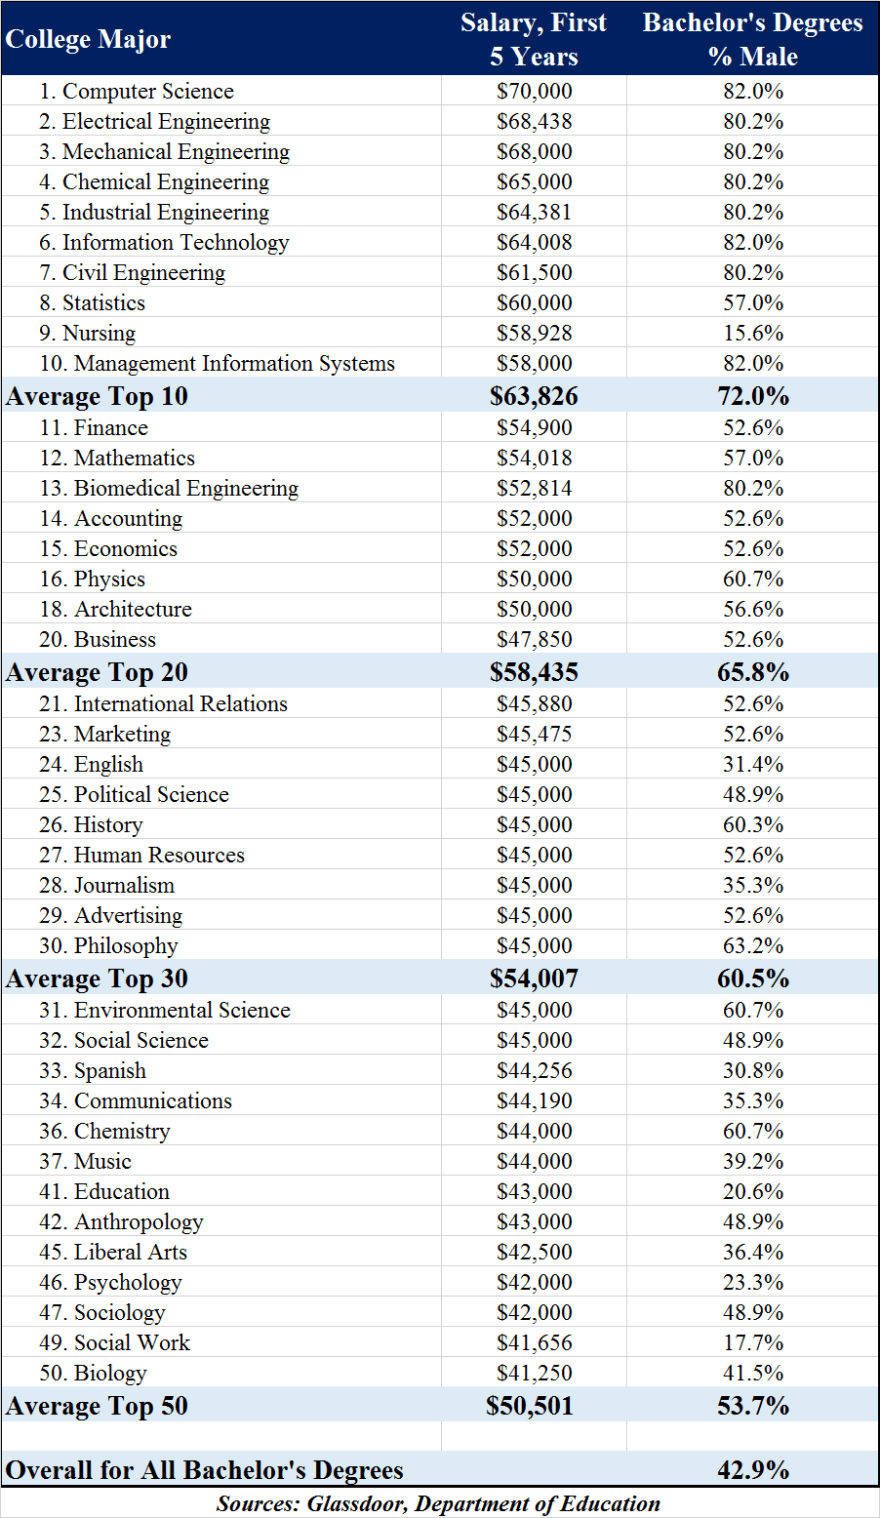 College Major Salary, First 5 Years Bachelor's Degrees % Male
1. Computer Science $70,000 82.0%
2. Electrical Engineering $68,438 80.2%
3. Mechanical Engineering $68,000 80.2%
4. Chemical Engineering $65,000 80.2%
5. Industrial Engineering $64,381 80.2%
6. Information Technology $64,008 82.0%
7. Civil Engineering $61,500 80.2%
8. Statistics $60,000 57.0%
9. Nursing $58,928 15.6%
10. Management Information Systems $58,000 82.0%
Average Top 10 $63,826 72.0%
11. Finance $54,900 52.6%
12. Mathematics $54,018 57.0%
13. Biomedical Engineering $52,814 80.2%
14. Accounting $52,000 52.6%
15. Economics $52,000 52.6%
16. Physics $50,000 60.7%
18. Architecture $50,000 56.6%
20. Business $47,850 52.6%
Average Top 20 $58,435 65.8%
21. International Relations $45,880 52.6%
23. Marketing $45,475 52.6%
24. English $45,000 31.4%
25. Political Science $45,000 48.9%
26. History $45,000 60.3%
27. Human Resources $45,000 52.6%
28. Journalism $45,000 35.3%
29. Advertising $45,000 52.6%
30. Philosophy $45,000 63.2%
Average Top 30 $54,007 60.5%
31. Environmental Science $45,000 60.7%
32. Social Science $45,000 48.9%
33. Spanish $44,256 30.8%
34. Communications $44,190 35.3%
36. Chemistry $44,000 60.7%
37. Music $44,000 39.2%
41. Education $43,000 20.6%
42. Anthropology $43,000 48.9%
45. Liberal Arts $42,500 36.4%
46. Psychology $42,000 23.3%
47. Sociology $42,000 48.9%
49. Social Work $41,656 17.7%
50. Biology $41,250 41.5%
Average Top 50 $50,501 53.7%
Overall for All Bachelor's Degrees 42.9%
Sources: Glassdoor, Department of Education